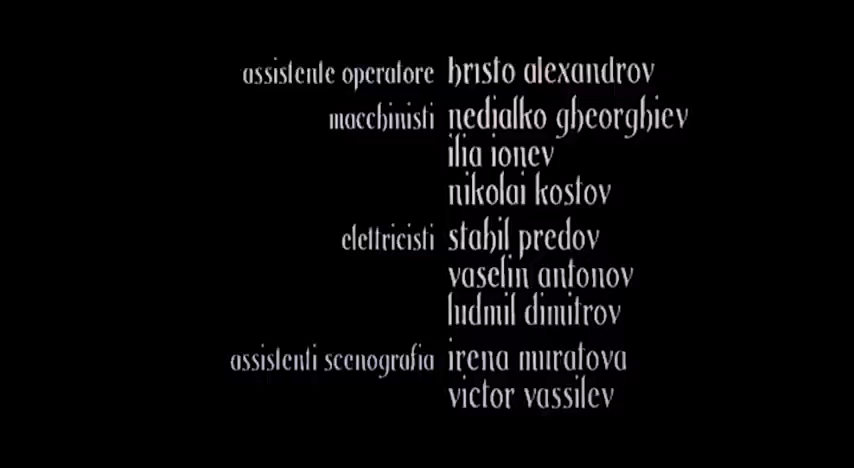 assistente operatore hristo alexandrov
macchinisti nedialko gheorghiev
ilia ionev
nikolai kostov
elettricisti stahil predov
vaselin antonov
ludmil dimitrov
assistenti scenografia irena muratova
victor vassilev